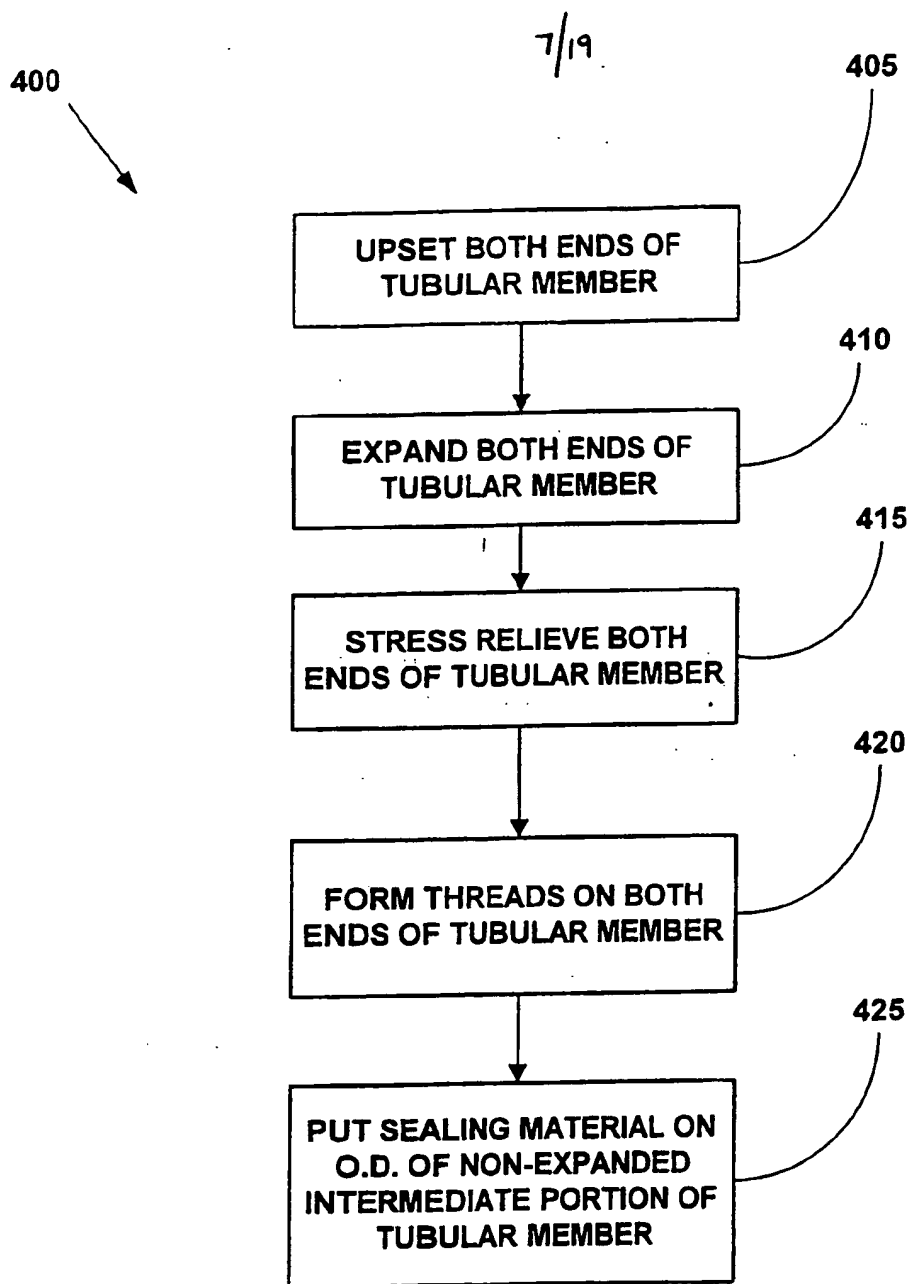 7/19
400
405
UPSET BOTH ENDS OF
TUBULAR MEMBER
410
EXPAND BOTH ENDS OF
TUBULAR MEMBER
415
STRESS RELIEVE BOTH
ENDS OF TUBULAR MEMBER
420
FORM THREADS ON BOTH
ENDS OF TUBULAR MEMBER
425
PUT SEALING MATERIAL ON
O.D. OF NON-EXPANDED
INTERMEDIATE PORTION OF
TUBULAR MEMBER